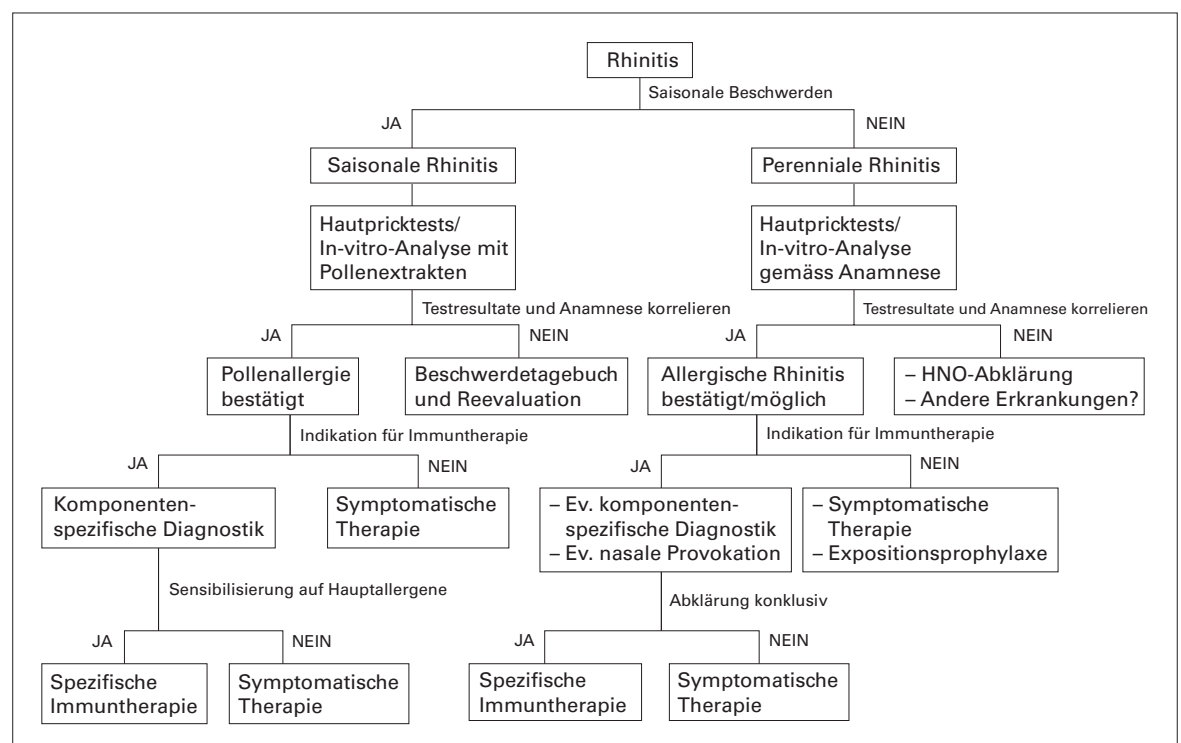 Rhinitis
Saisonale Beschwerden
JA
NEIN
Saisonale Rhinitis
Perenniale Rhinitis
Hautpricktests/
In-vitro-Analyse mit
Pollenextrakten
Hautpricktests/
In-vitro-Analyse
gemäss Anamnese
Testresultate und Anamnese korrelieren
Testresultate und Anamnese korrelieren
JA
NEIN
JA
NEIN
Pollenallergie
bestätigt
Beschwerdetagebuch
und Reevaluation
Allergische Rhinitis
bestätigt/möglich
– HNO-Abklärung
– Andere Erkrankungen?
Indikation für Immuntherapie
Indikation für Immuntherapie
JA
NEIN
JA
NEIN
Komponenten-
spezifische Diagnostik
Symptomatische
Therapie
– Ev. komponenten-
spezifische Diagnostik
– Ev. nasale Provokation
– Symptomatische
Therapie
– Expositionsprophylaxe
Sensibilisierung auf Hauptallergene
Abklärung konklusiv
JA
NEIN
JA
NEIN
Spezifische
Immuntherapie
Symptomatische
Therapie
Spezifische
Immuntherapie
Symptomatische
Therapie